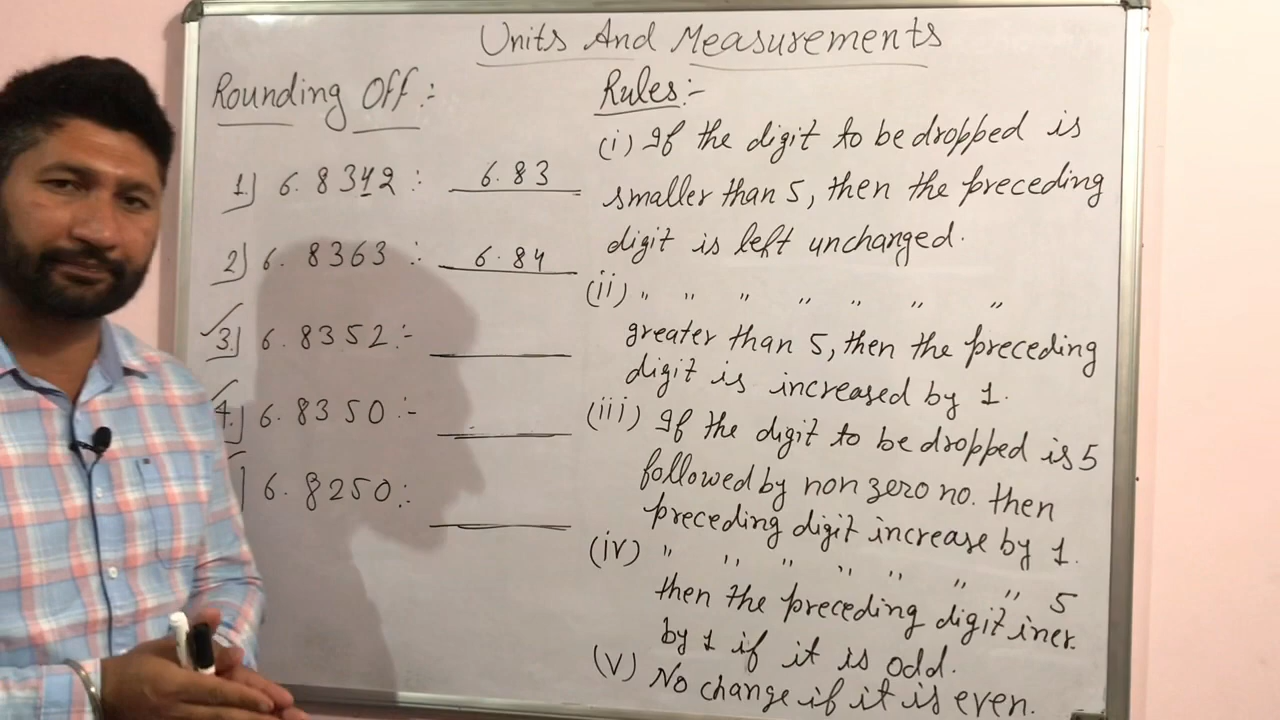 Units And Measurements
Rounding Off :-
1.) 6.8342 : 6.83
2) 6.8363 : 6.84
3.) 6.8352 :-
4.) 6.8350 :-
) 6.8250 :
Rules :-
(i) If the digit to be dropped is
smaller than 5, then the preceding
digit is left unchanged.
(ii) " " " " " " "
greater than 5, then the preceding
digit is increased by 1.
(iii) If the digit to be dropped is 5
followed by non zero no. then
preceding digit increase by 1.
(iv) " " " " " " " 5
then the preceding digit incr.
by 1 if it is odd.
(v) No change if it is even.